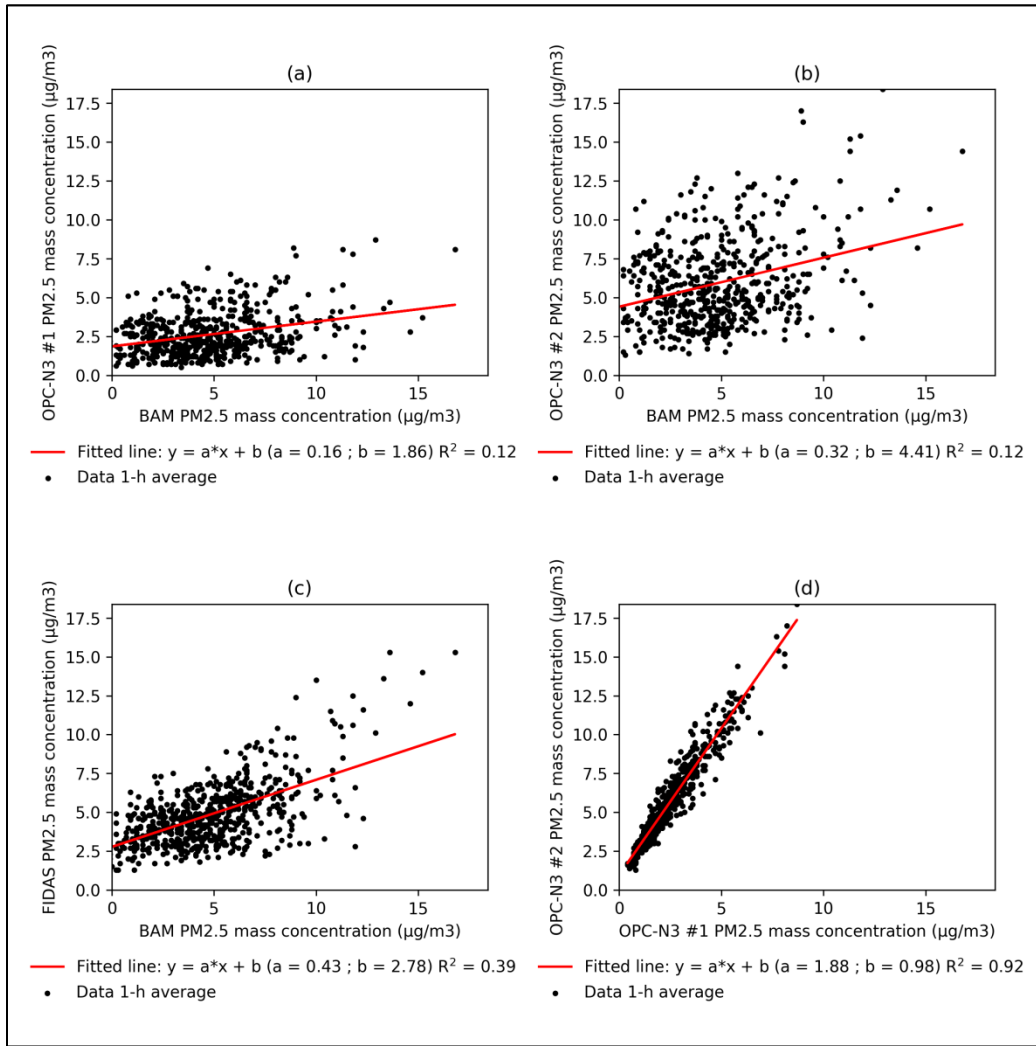 (a)
OPC-N3 #1 PM2.5 mass concentration (µg/m3)
17.5
15.0
12.5
10.0
7.5
5.0
2.5
0.0
0 5 10 15
BAM PM2.5 mass concentration (µg/m3)
Fitted line: y = a*x + b (a = 0.16 ; b = 1.86) R² = 0.12
Data 1-h average
(b)
OPC-N3 #2 PM2.5 mass concentration (µg/m3)
17.5
15.0
12.5
10.0
7.5
5.0
2.5
0.0
0 5 10 15
BAM PM2.5 mass concentration (µg/m3)
Fitted line: y = a*x + b (a = 0.32 ; b = 4.41) R² = 0.12
Data 1-h average
(c)
FIDAS PM2.5 mass concentration (µg/m3)
17.5
15.0
12.5
10.0
7.5
5.0
2.5
0.0
0 5 10 15
BAM PM2.5 mass concentration (µg/m3)
Fitted line: y = a*x + b (a = 0.43 ; b = 2.78) R² = 0.39
Data 1-h average
(d)
OPC-N3 #2 PM2.5 mass concentration (µg/m3)
17.5
15.0
12.5
10.0
7.5
5.0
2.5
0.0
0 5 10 15
OPC-N3 #1 PM2.5 mass concentration (µg/m3)
Fitted line: y = a*x + b (a = 1.88 ; b = 0.98) R² = 0.92
Data 1-h average